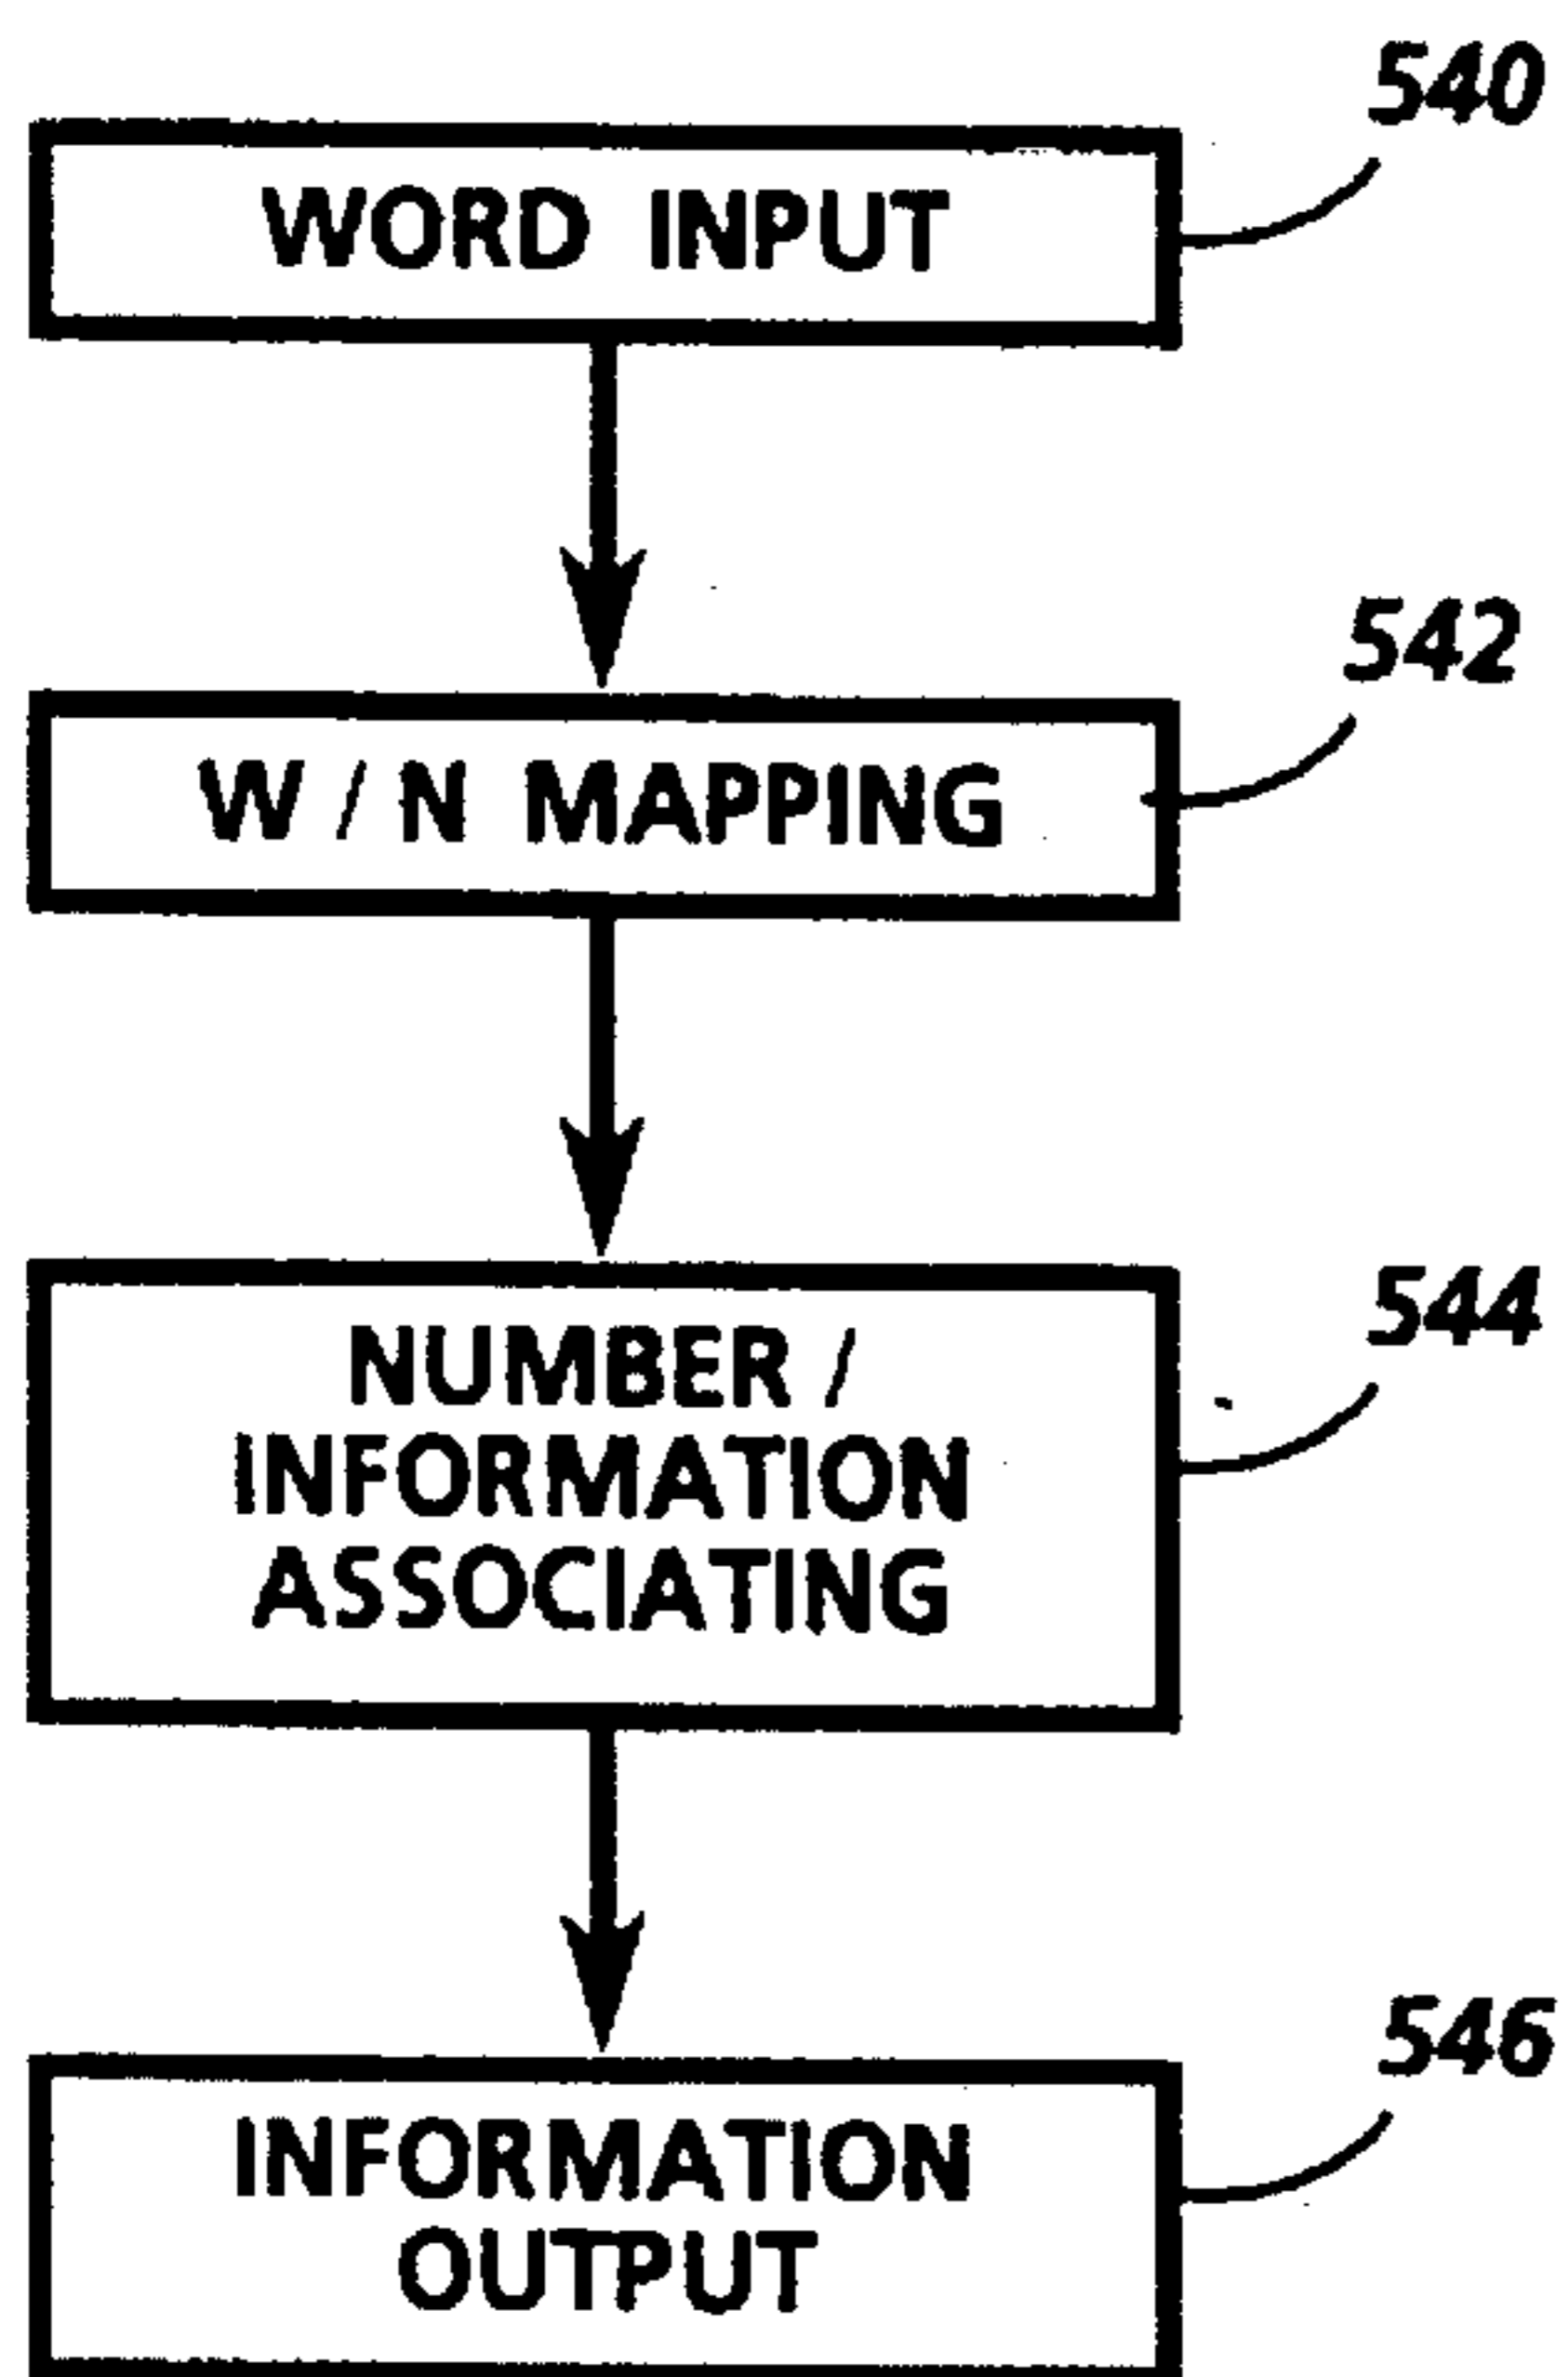 540
WORD INPUT
542
W / N MAPPING
544
NUMBER /
INFORMATION
ASSOCIATING
546
INFORMATION
OUTPUT